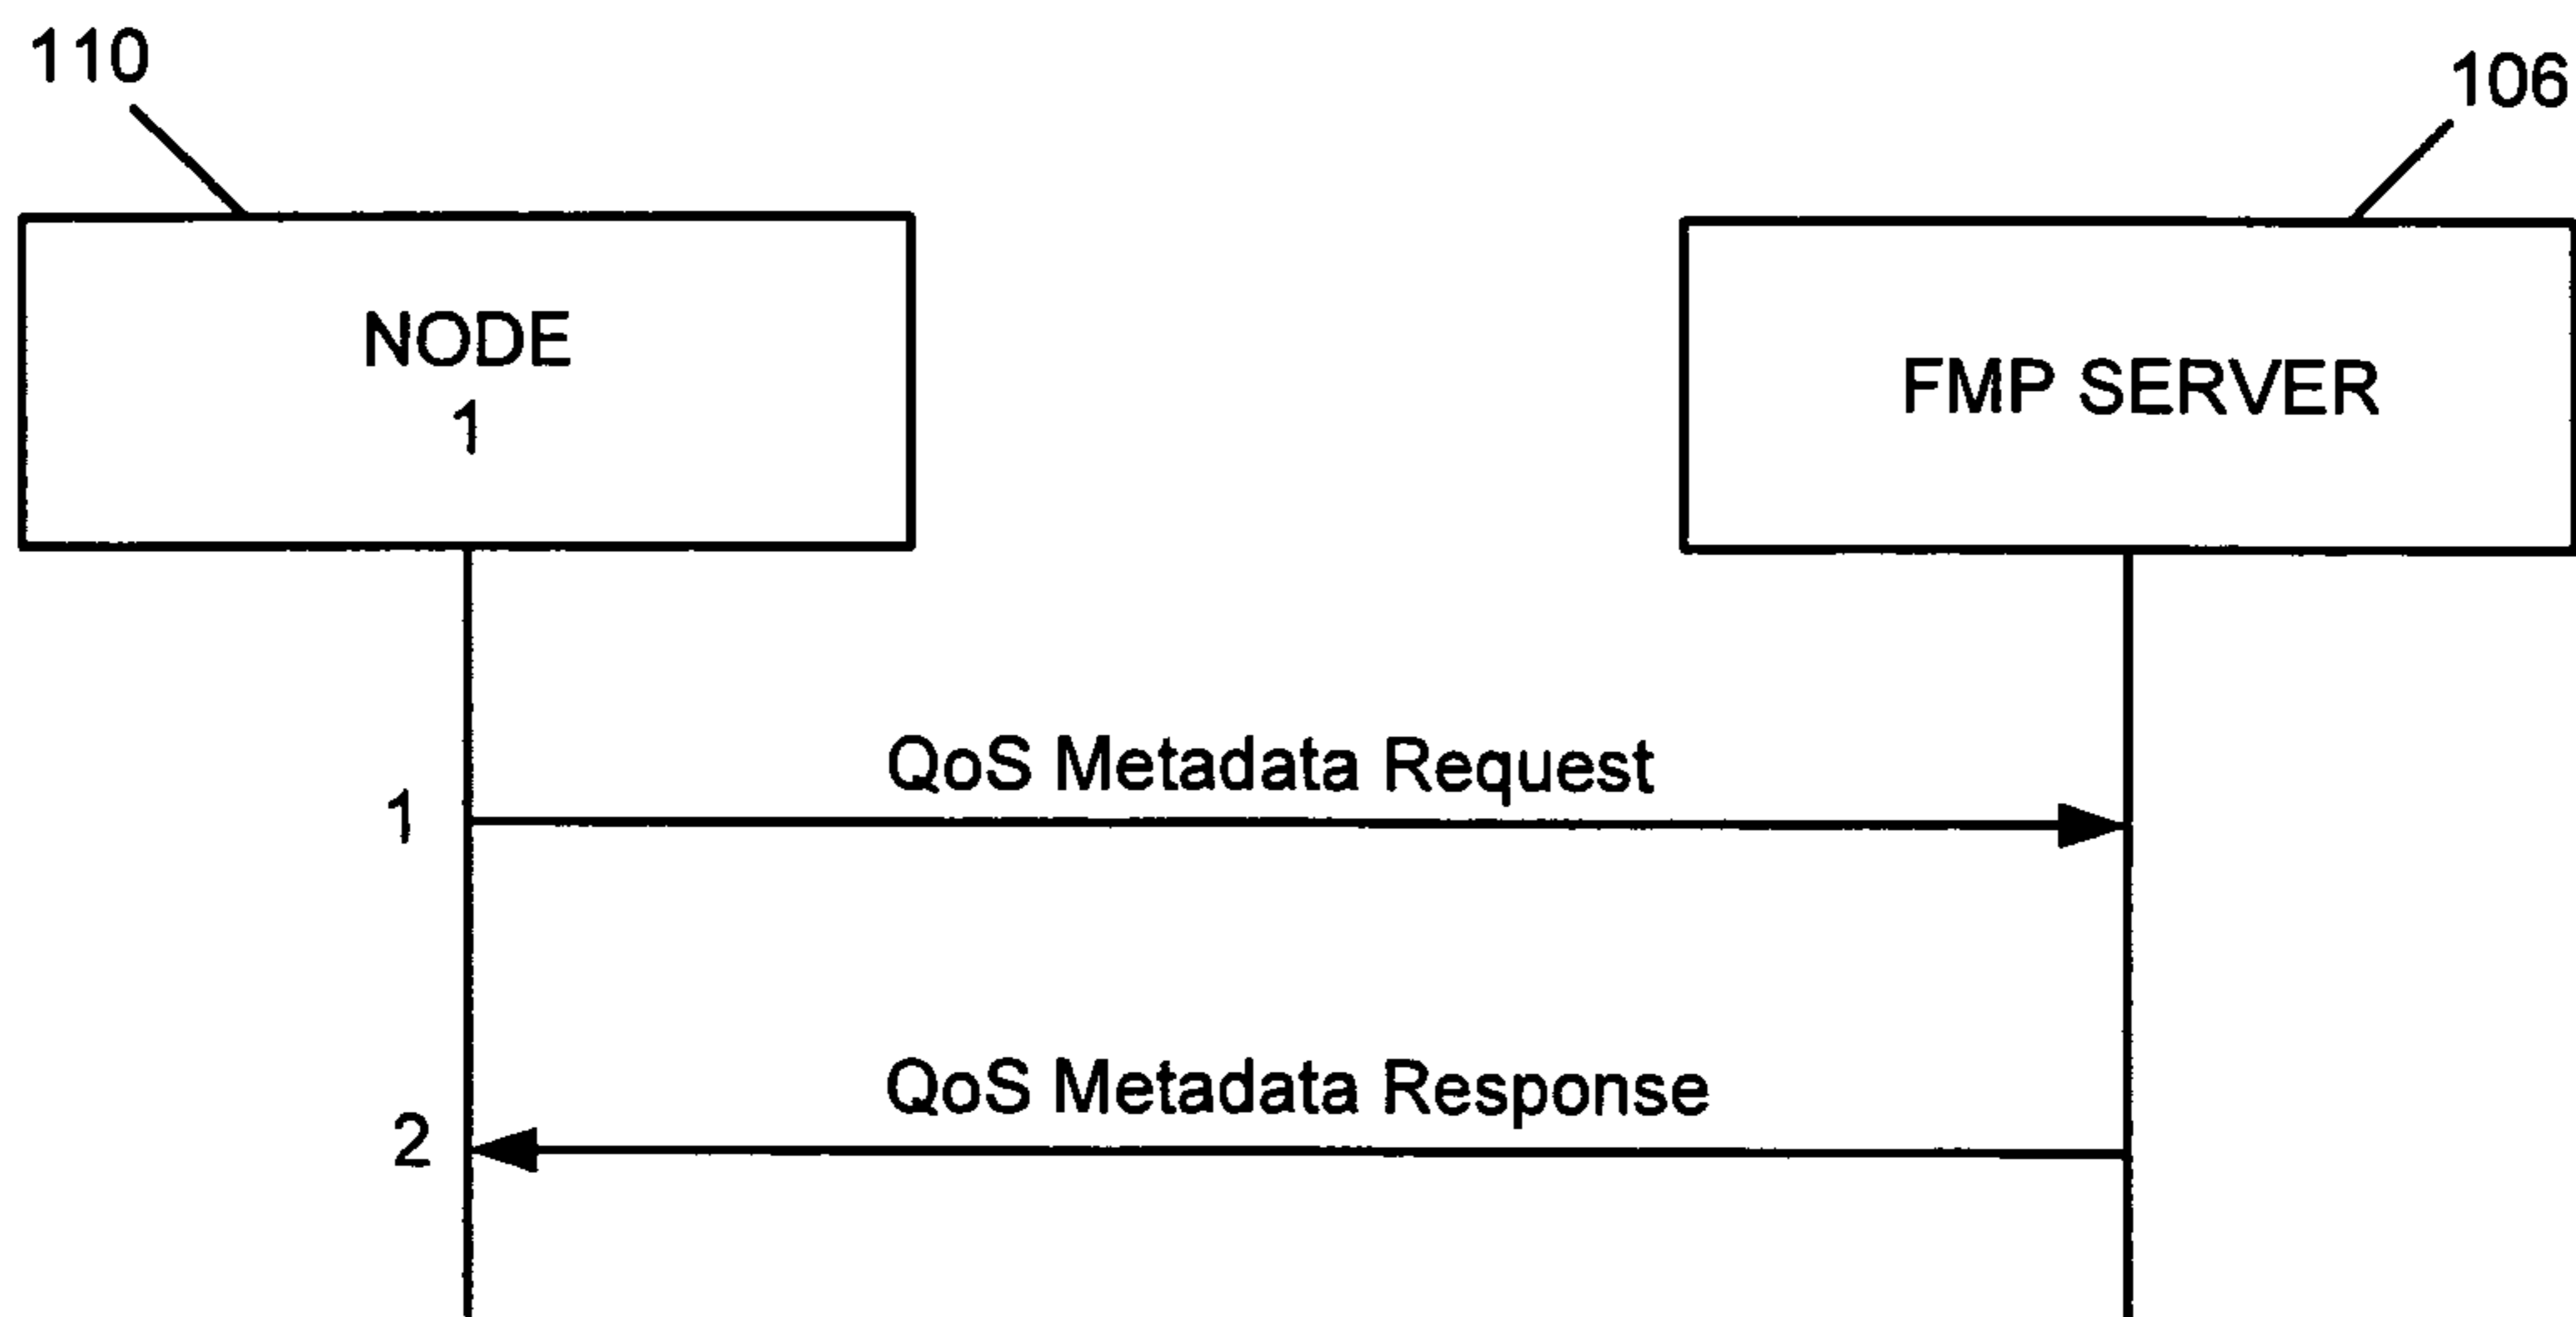 110
106
NODE
1
FMP SERVER
QoS Metadata Request
1
QoS Metadata Response
2